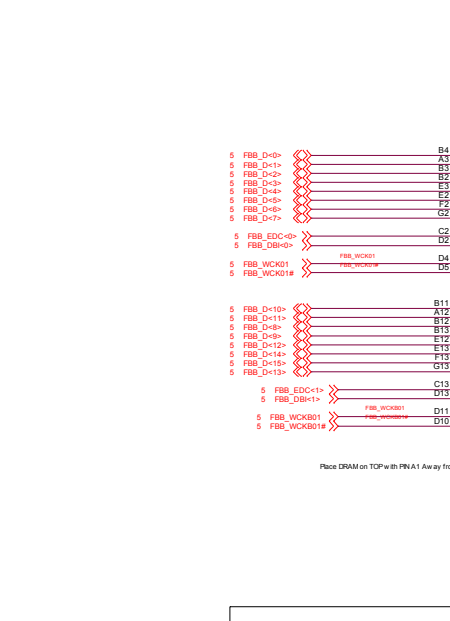 5 FBB_D<0> B4
5 FBB_D<1> A3
5 FBB_D<2> B3
5 FBB_D<3> B2
5 FBB_D<4> E3
5 FBB_D<5> E2
5 FBB_D<6> F2
5 FBB_D<7> G2
5 FBB_EDC<0> C2
5 FBB_DBI<0> D2
FBB_WCK01
5 FBB_WCK01 D4
FBB_WCK01#
5 FBB_WCK01# D5
5 FBB_D<10> B11
5 FBB_D<11> A12
5 FBB_D<8> B12
5 FBB_D<9> B13
5 FBB_D<12> E12
5 FBB_D<14> E13
5 FBB_D<15> F13
5 FBB_D<13> G13
5 FBB_EDC<1> C13
5 FBB_DBI<1> D13
FBB_WCKB01
5 FBB_WCKB01 D11
FBB_WCKB01#
5 FBB_WCKB01# D10
Place DRAM on TOP with PIN A1 Away fro